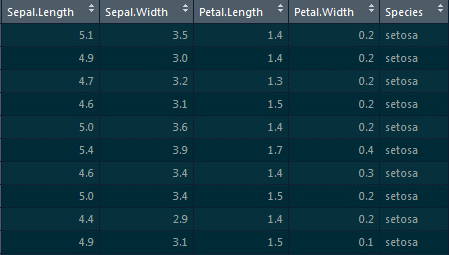 Sepal.Length Sepal.Width Petal.Length Petal.Width Species
5.1 3.5 1.4 0.2 setosa
4.9 3.0 1.4 0.2 setosa
4.7 3.2 1.3 0.2 setosa
4.6 3.1 1.5 0.2 setosa
5.0 3.6 1.4 0.2 setosa
5.4 3.9 1.7 0.4 setosa
4.6 3.4 1.4 0.3 setosa
5.0 3.4 1.5 0.2 setosa
4.4 2.9 1.4 0.2 setosa
4.9 3.1 1.5 0.1 setosa